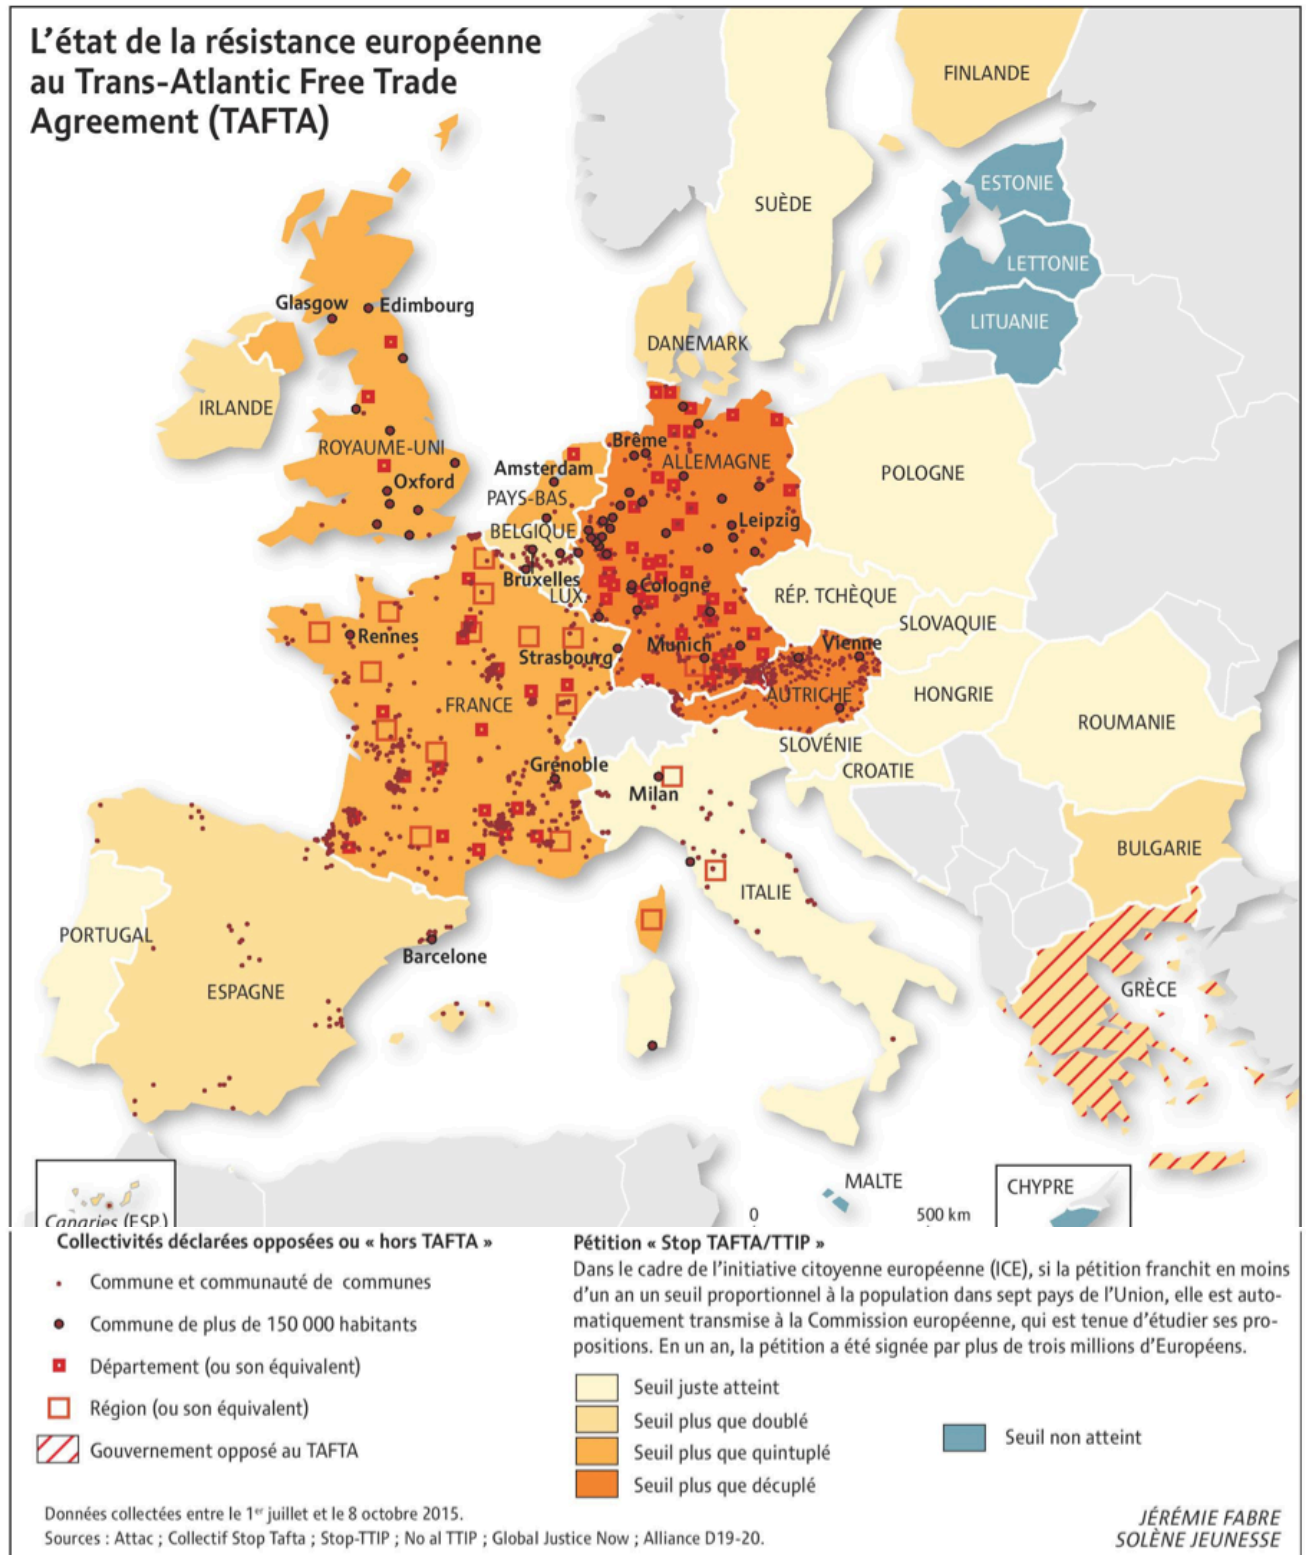 L'état de la résistance européenne
au Trans-Atlantic Free Trade
Agreement (TAFTA)
FINLANDE
ESTONIE
SUÈDE
LETTONIE
Glasgow
Edimbourg
LITUANIE
DANEMARK
IRLANDE
ROYAUME-UNI
Brême
ALLEMAGNE
Amsterdam
POLOGNE
Oxford
PAYS-BAS
Leipzig
BELGIQUE
Bruxelles
Cologne
LUX.
RÉP. TCHÈQUE
SLOVAQUIE
Rennes
Munich
Vienne
Strasbourg
AUTRICHE
HONGRIE
FRANCE
ROUMANIE
SLOVÉNIE
Grenoble
CROATIE
Milan
BULGARIE
ITALIE
PORTUGAL
Barcelone
ESPAGNE
GRÈCE
MALTE
CHYPRE
0
500 km
Canaries (ESP.)
Collectivités déclarées opposées ou « hors TAFTA »
Commune et communauté de communes
Commune de plus de 150 000 habitants
Département (ou son équivalent)
Région (ou son équivalent)
Gouvernement opposé au TAFTA
Pétition « Stop TAFTA/TTIP »
Dans le cadre de l'initiative citoyenne européenne (ICE), si la pétition franchit en moins
d'un an un seuil proportionnel à la population dans sept pays de l'Union, elle est auto-
matiquement transmise à la Commission européenne, qui est tenue d'étudier ses pro-
positions. En un an, la pétition a été signée par plus de trois millions d'Européens.
Seuil juste atteint
Seuil plus que doublé
Seuil plus que quintuplé
Seuil plus que décuplé
Seuil non atteint
Données collectées entre le 1er juillet et le 8 octobre 2015.
Sources : Attac ; Collectif Stop Tafta ; Stop-TTIP ; No al TTIP ; Global Justice Now ; Alliance D19-20.
JÉRÉMIE FABRE
SOLÈNE JEUNESSE